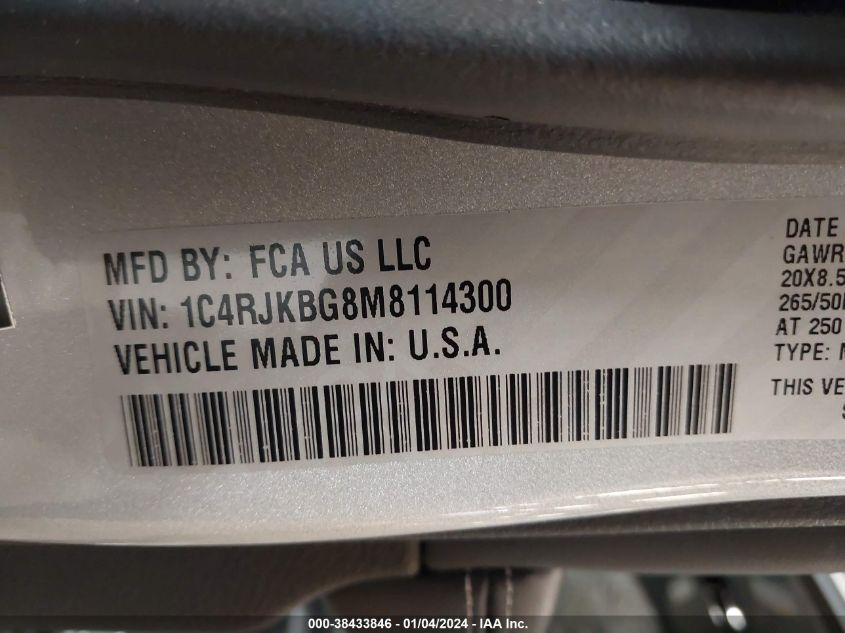 MFD BY: FCA US LLC
VIN: 1C4RJKBG8M8114300
VEHICLE MADE IN: U.S.A.
DATE
GAWR
20X8.5
265/50
AT 250
TYPE:
THIS VE
000-38433846 - 01/04/2024 - IAA Inc.